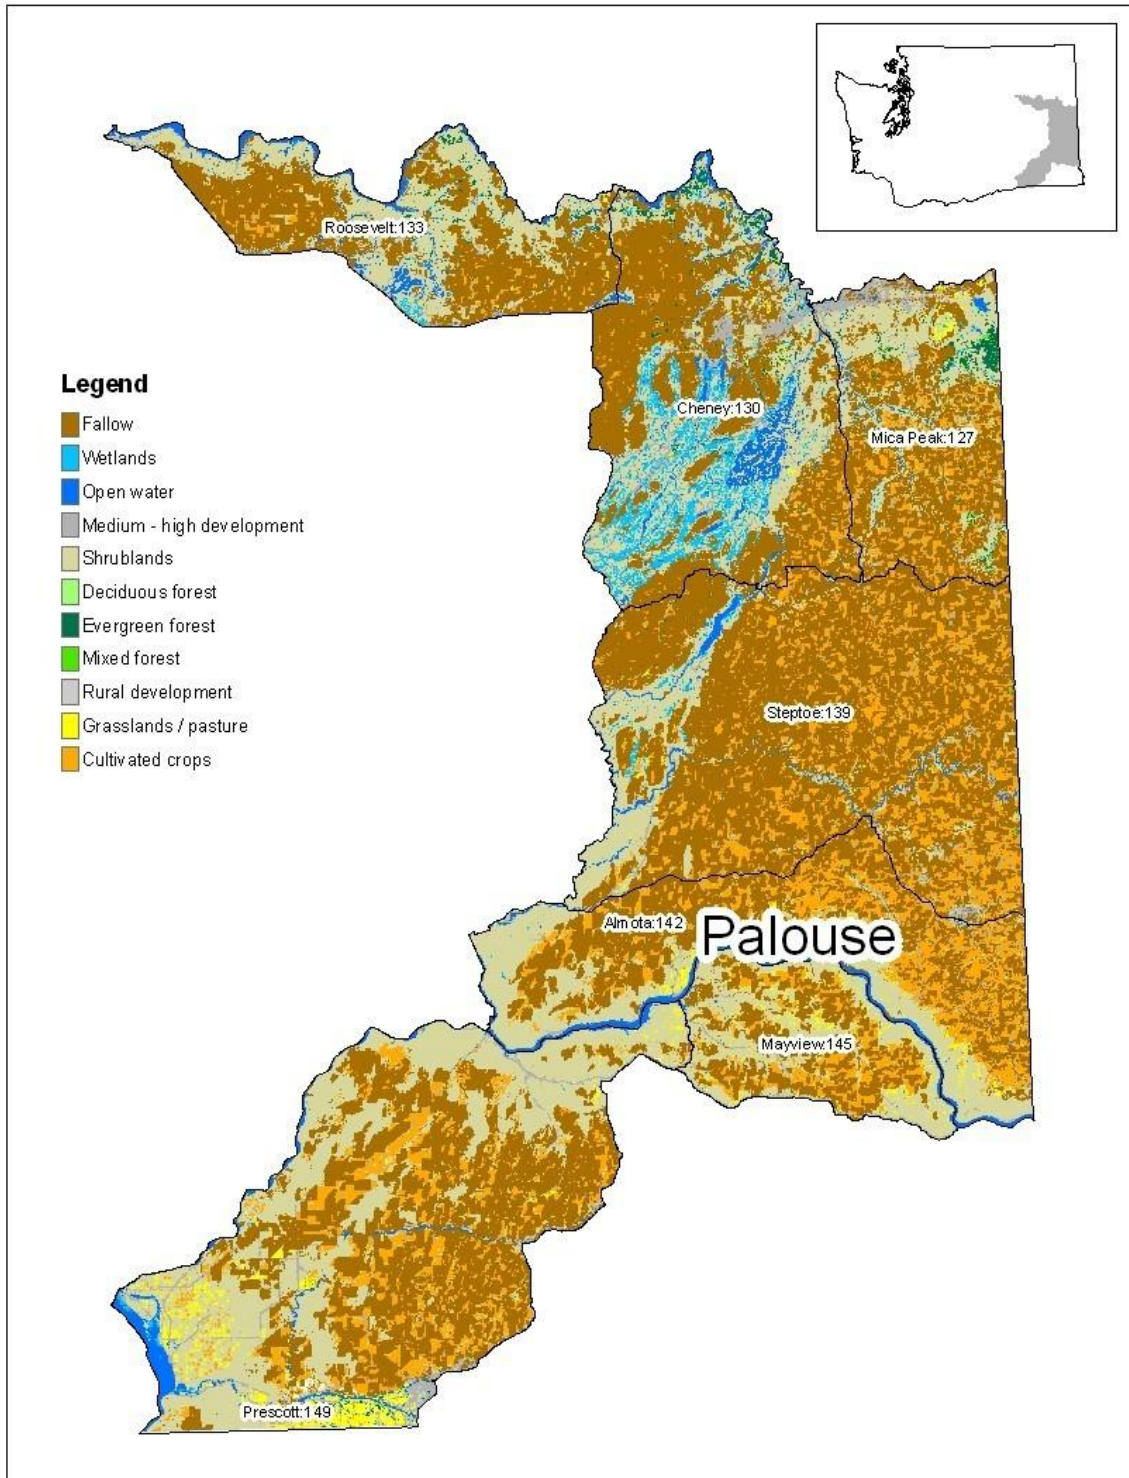 Roosevelt:133
Cheney:130
Mica Peak:127
Legend
Fallow
Wetlands
Open water
Medium - high development
Shrublands
Deciduous forest
Evergreen forest
Mixed forest
Rural development
Grasslands / pasture
Cultivated crops
Steptoe:139
Almota:142
Palouse
Mayview:145
Prescott:149